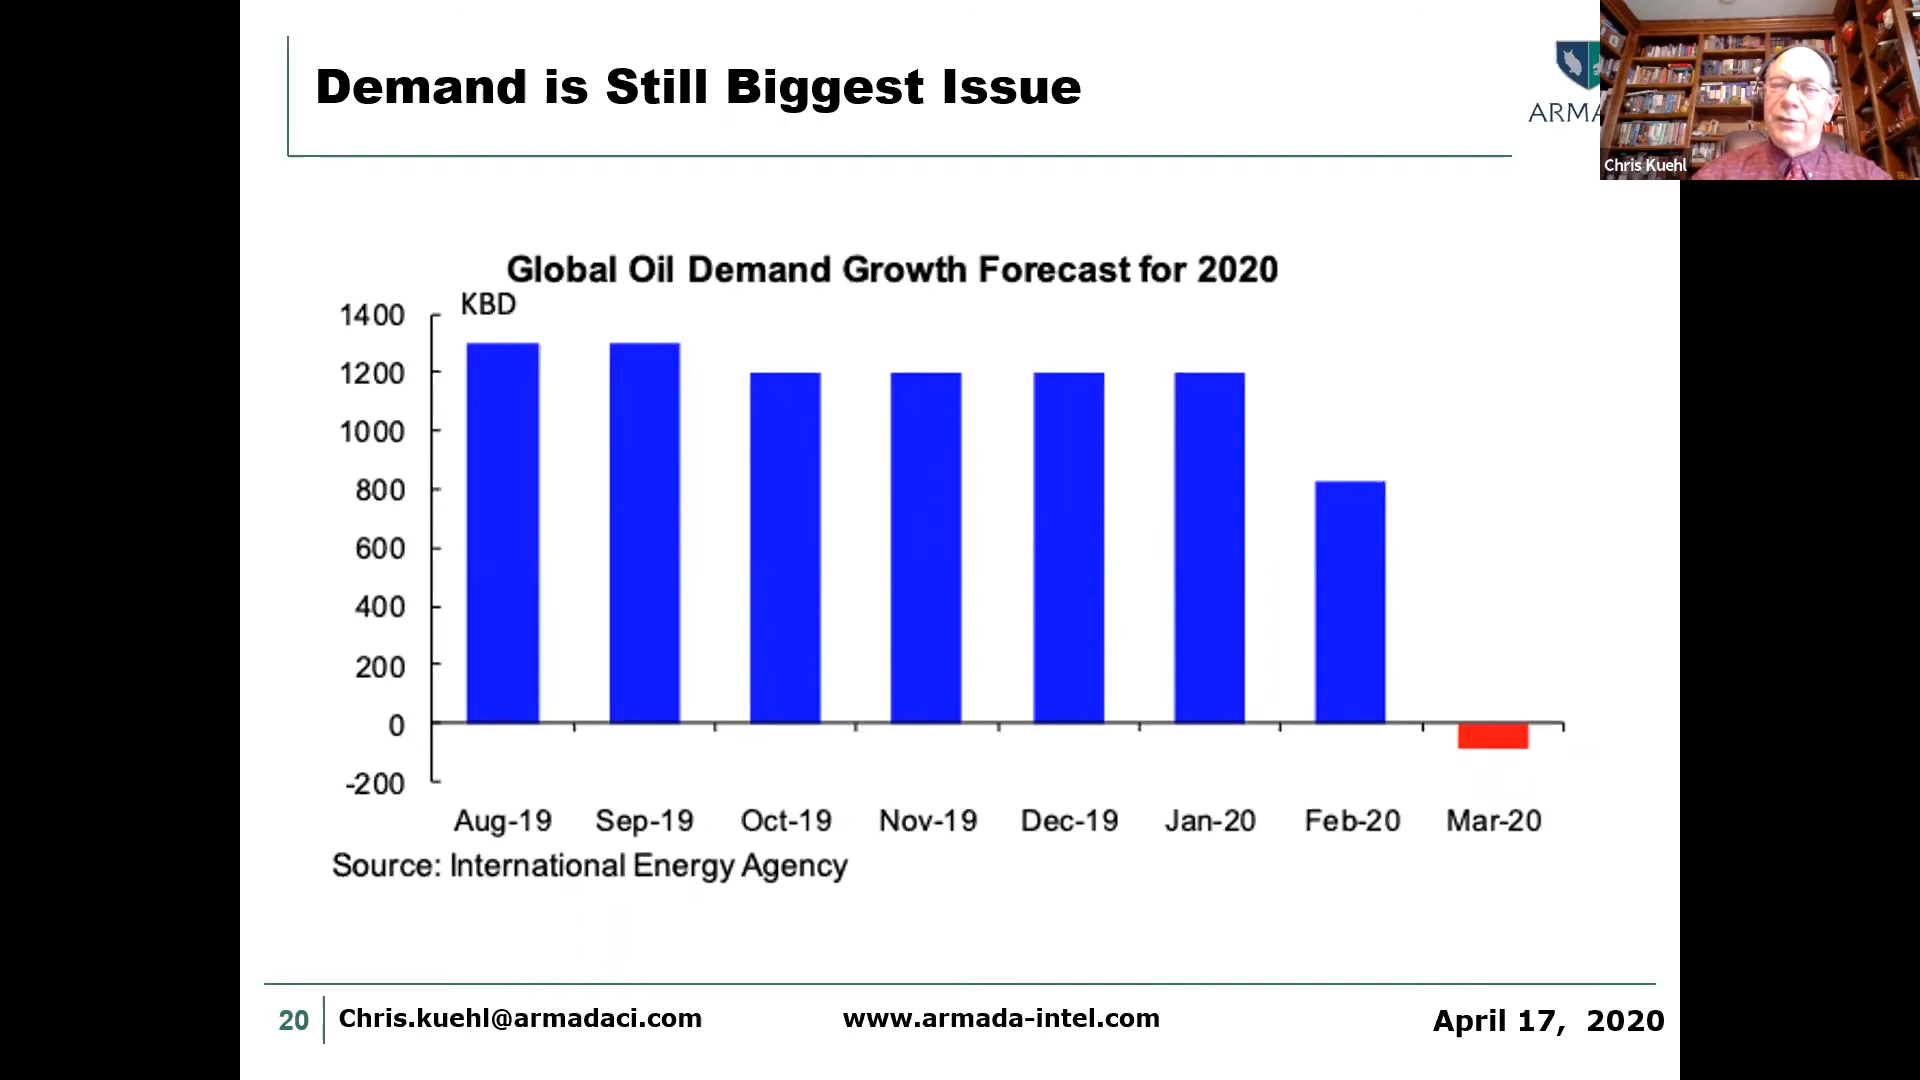 Demand is Still Biggest Issue
ARMA
Chris Kuehl
Global Oil Demand Growth Forecast for 2020
KBD
1400
1200
1000
800
600
400
200
0
-200
Aug-19 Sep-19 Oct-19 Nov-19 Dec-19 Jan-20 Feb-20 Mar-20
Source: International Energy Agency
20 Chris.kuehl@armadaci.com www.armada-intel.com April 17, 2020